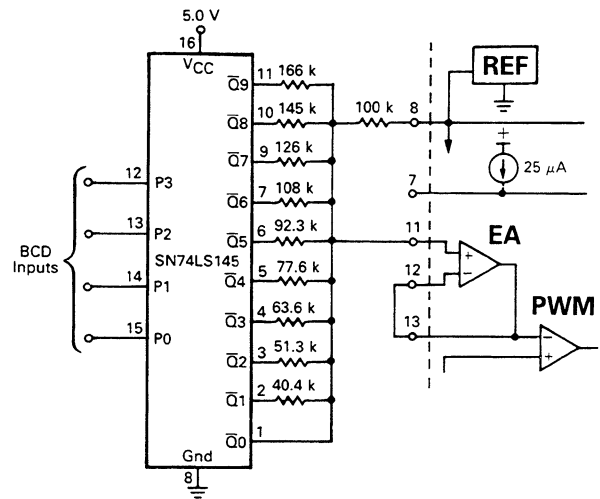 5.0 V
16
VCC
Q̅9 11 166 k
Q̅8 10 145 k
Q̅7 9 126 k
Q̅6 7 108 k
Q̅5 6 92.3 k
Q̅4 5 77.6 k
Q̅3 4 63.6 k
Q̅2 3 51.3 k
Q̅1 2 40.4 k
Q̅0 1
BCD
Inputs
12 P3
13 P2
14 P1
15 P0
SN74LS145
Gnd
8
100 k
8
REF
+
25 μA
7
11
12
13
EA
+
−
PWM
−
+